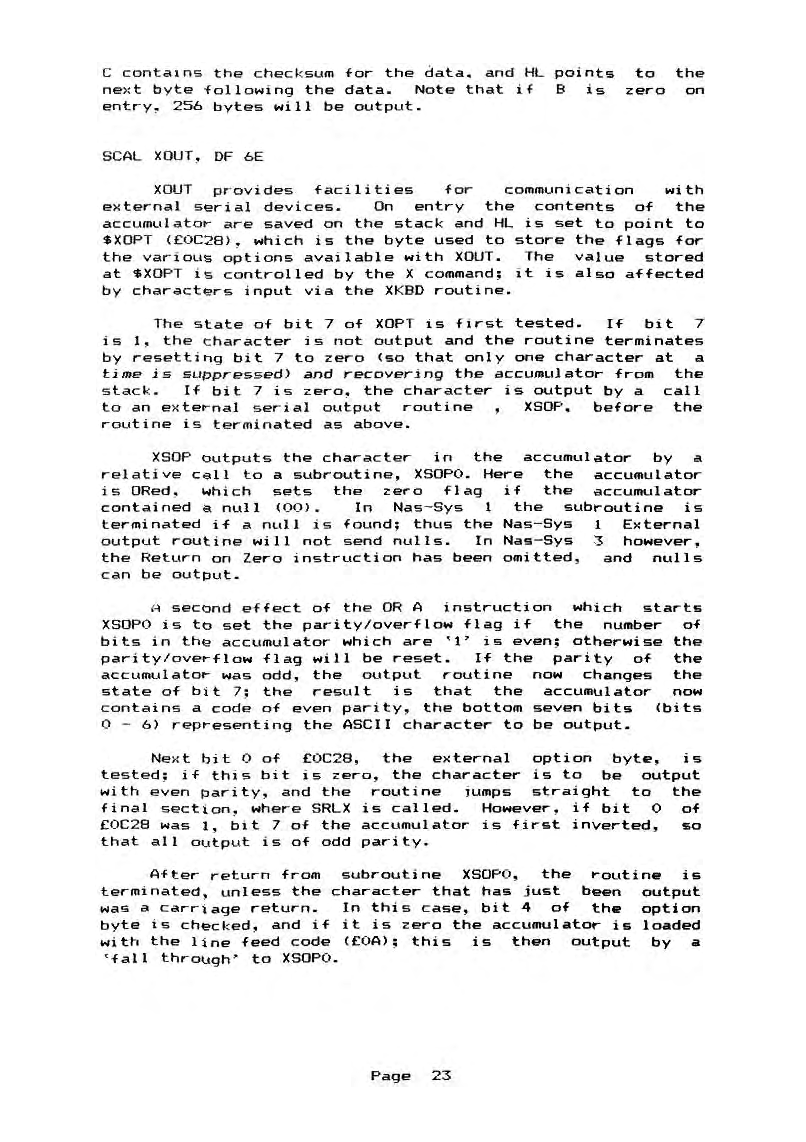 C contains the checksum for the data, and HL points to the
next byte following the data. Note that if B is zero on
entry, 256 bytes will be output.
SCAL XOUT, DF 6E
XOUT provides facilities for communication with
external serial devices. On entry the contents of the
accumulator are saved on the stack and HL is set to point to
$XOPT (£0C28), which is the byte used to store the flags for
the various options available with XOUT. The value stored
at $XOPT is controlled by the X command; it is also affected
by characters input via the XKBD routine.
The state of bit 7 of XOPT is first tested. If bit 7
is 1, the character is not output and the routine terminates
by resetting bit 7 to zero (so that only one character at a
time is suppressed) and recovering the accumulator from the
stack. If bit 7 is zero, the character is output by a call
to an external serial output routine , XSOP, before the
routine is terminated as above.
XSOP outputs the character in the accumulator by a
relative call to a subroutine, XSOPO. Here the accumulator
is ORed, which sets the zero flag if the accumulator
contained a null (00). In Nas-Sys 1 the subroutine is
terminated if a null is found; thus the Nas-Sys 1 External
output routine will not send nulls. In Nas-Sys 3 however,
the Return on Zero instruction has been omitted, and nulls
can be output.
A second effect of the OR A instruction which starts
XSOPO is to set the parity/overflow flag if the number of
bits in the accumulator which are '1' is even; otherwise the
parity/overflow flag will be reset. If the parity of the
accumulator was odd, the output routine now changes the
state of bit 7; the result is that the accumulator now
contains a code of even parity, the bottom seven bits (bits
0 - 6) representing the ASCII character to be output.
Next bit 0 of £0C28, the external option byte, is
tested; if this bit is zero, the character is to be output
with even parity, and the routine jumps straight to the
final section, where SRLX is called. However, if bit 0 of
£0C28 was 1, bit 7 of the accumulator is first inverted, so
that all output is of odd parity.
After return from subroutine XSOPO, the routine is
terminated, unless the character that has just been output
was a carriage return. In this case, bit 4 of the option
byte is checked, and if it is zero the accumulator is loaded
with the line feed code (£0A); this is then output by a
'fall through' to XSOPO.
Page 23